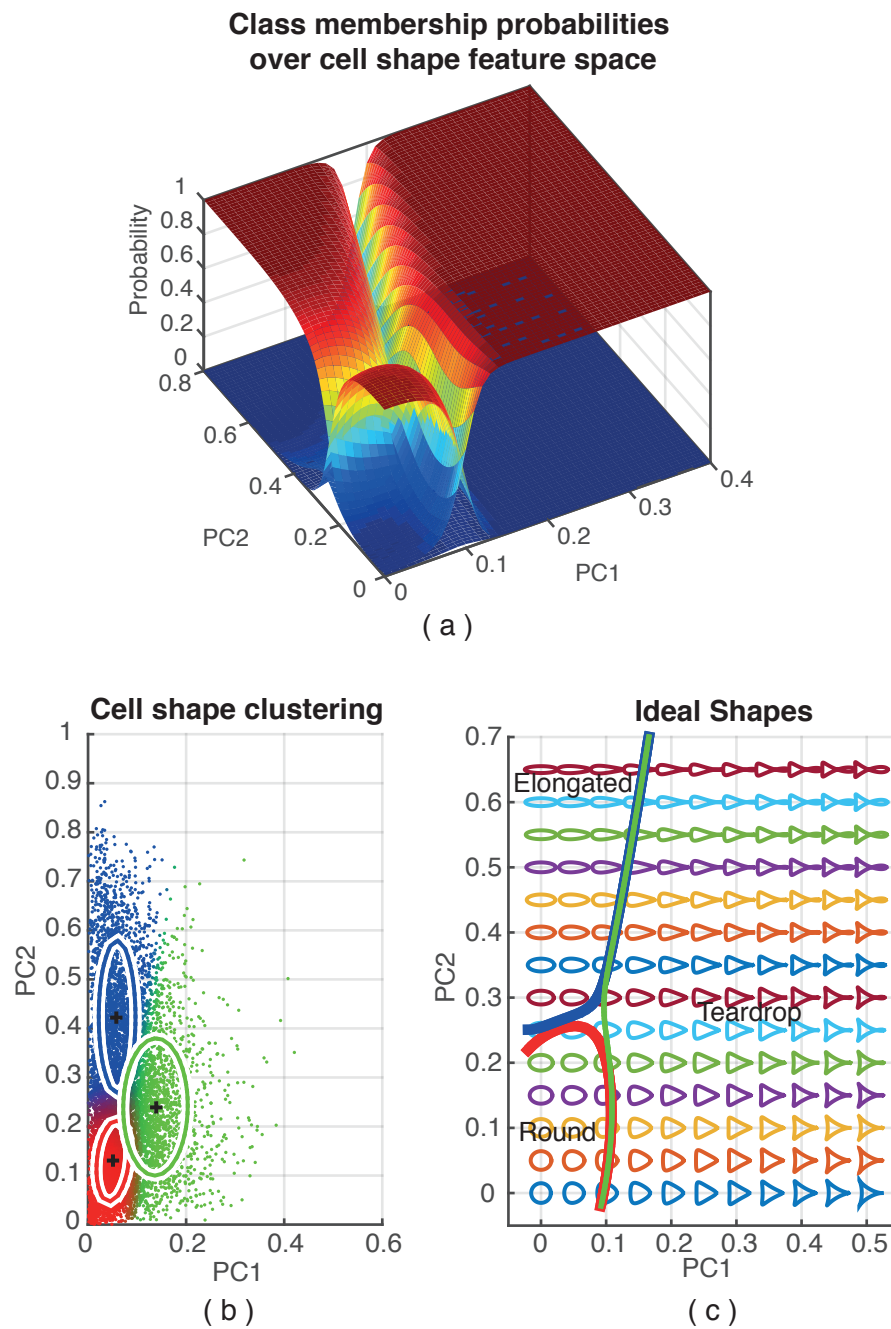 Class membership probabilities
over cell shape feature space
Probability
1
0.8
0.6
0.4
0.2
0
0.8
0.6
0.4
0.2
0
PC2
0
0.1
0.2
0.3
0.4
PC1
( a )
Cell shape clustering
1
0.9
0.8
0.7
0.6
0.5
0.4
0.3
0.2
0.1
0
PC2
0
0.2
0.4
0.6
PC1
( b )
Ideal Shapes
0.7
0.6
0.5
0.4
0.3
0.2
0.1
0
PC2
Elongated
Teardrop
Round
0
0.1
0.2
0.3
0.4
0.5
PC1
( c )